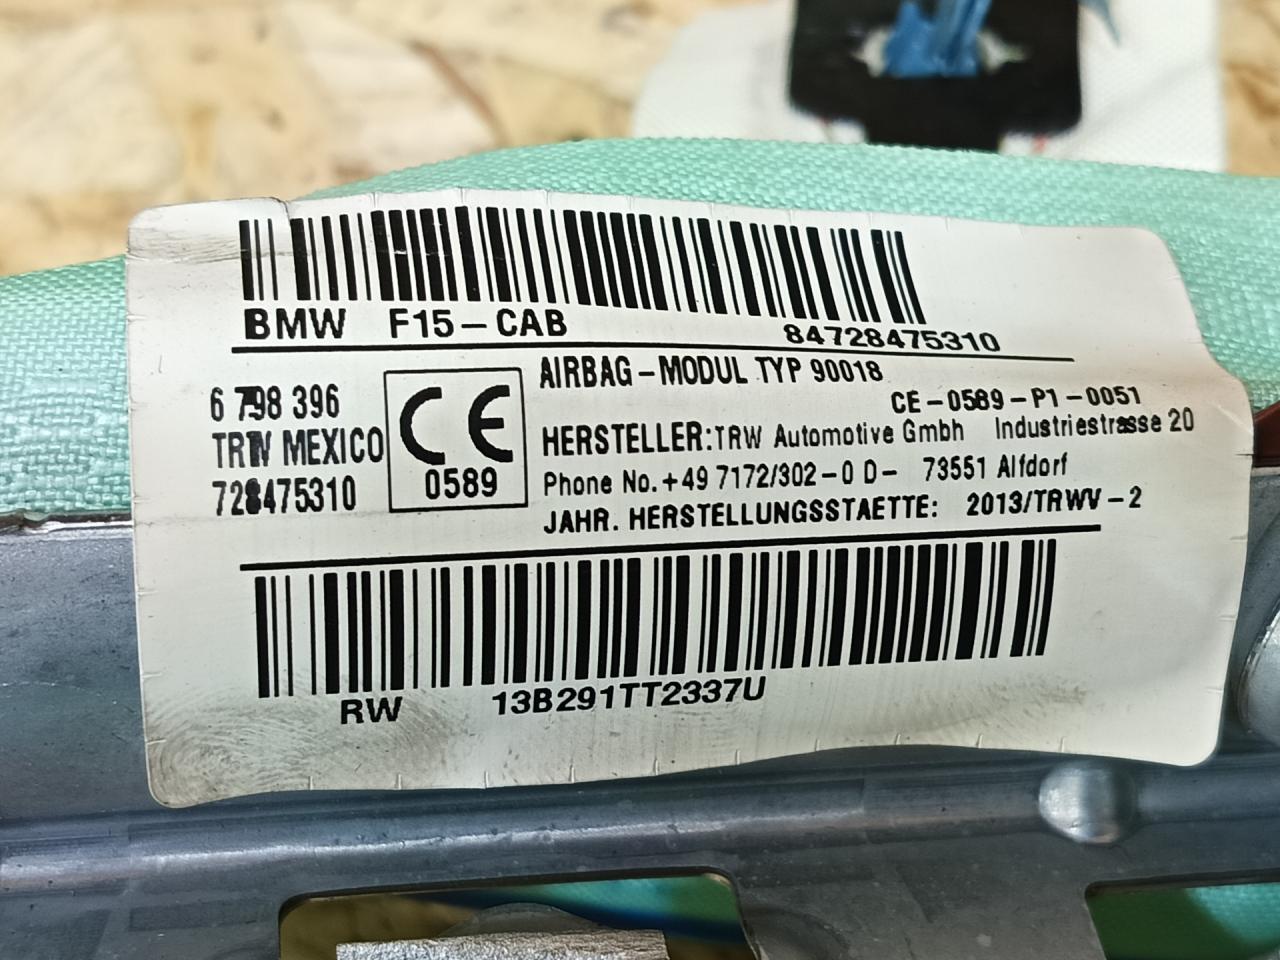 BMW F15-CAB 84728475310
AIRBAG-MODUL TYP 90018
CE-0589-P1-0051
6 798 396
TRW MEXICO
728475310
CE
0589
HERSTELLER:TRW Automotive Gmbh Industriestrasse 20
Phone No.+49 7172/302-0 D- 73551 Alfdorf
JAHR. HERSTELLUNGSSTAETTE: 2013/TRWV-2
RW 13B291TT2337U